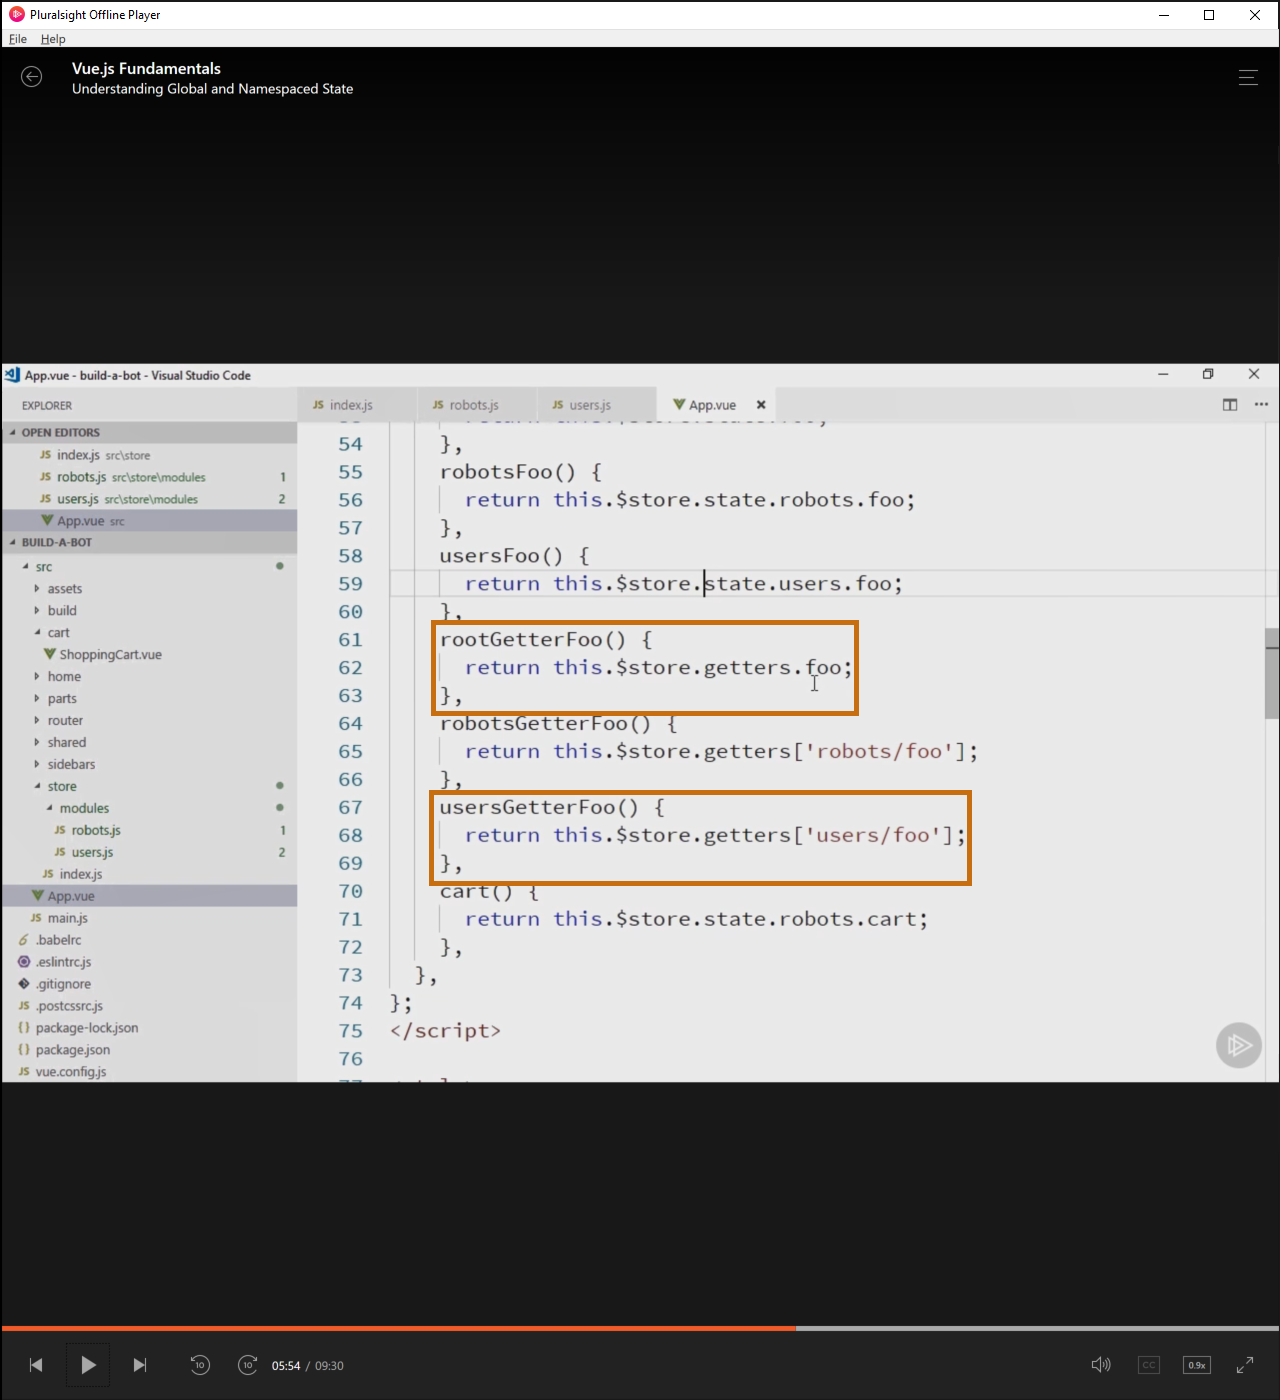 Pluralsight Offline Player
File Help
Vue.js Fundamentals
Understanding Global and Namespaced State
App.vue - build-a-bot - Visual Studio Code
EXPLORER
JS index.js
JS robots.js
JS users.js
App.vue
OPEN EDITORS
JS index.js src\store
JS robots.js src\store\modules 1
JS users.js src\store\modules 2
App.vue src
BUILD-A-BOT
src
assets
build
cart
ShoppingCart.vue
home
parts
router
shared
sidebars
store
modules
JS robots.js 1
JS users.js 2
JS index.js
App.vue
JS main.js
.babelrc
.eslintrc.js
.gitignore
JS .postcssrc.js
{} package-lock.json
{} package.json
JS vue.config.js
54 },
55 robotsFoo() {
56 return this.$store.state.robots.foo;
57 },
58 usersFoo() {
59 return this.$store.state.users.foo;
60 },
61 rootGetterFoo() {
62 return this.$store.getters.foo;
63 },
64 robotsGetterFoo() {
65 return this.$store.getters['robots/foo'];
66 },
67 usersGetterFoo() {
68 return this.$store.getters['users/foo'];
69 },
70 cart() {
71 return this.$store.state.robots.cart;
72 },
73 },
74 };
75 </script>
76
10
10
05:54 / 09:30
CC
0.9x